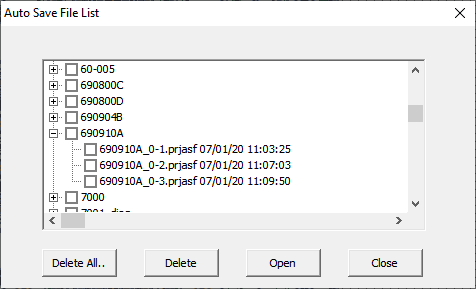 Auto Save File List
60-005
690800C
690800D
690904B
690910A
690910A_0-1.prjasf 07/01/20 11:03:25
690910A_0-2.prjasf 07/01/20 11:07:03
690910A_0-3.prjasf 07/01/20 11:09:50
7000
Delete All.. Delete Open Close